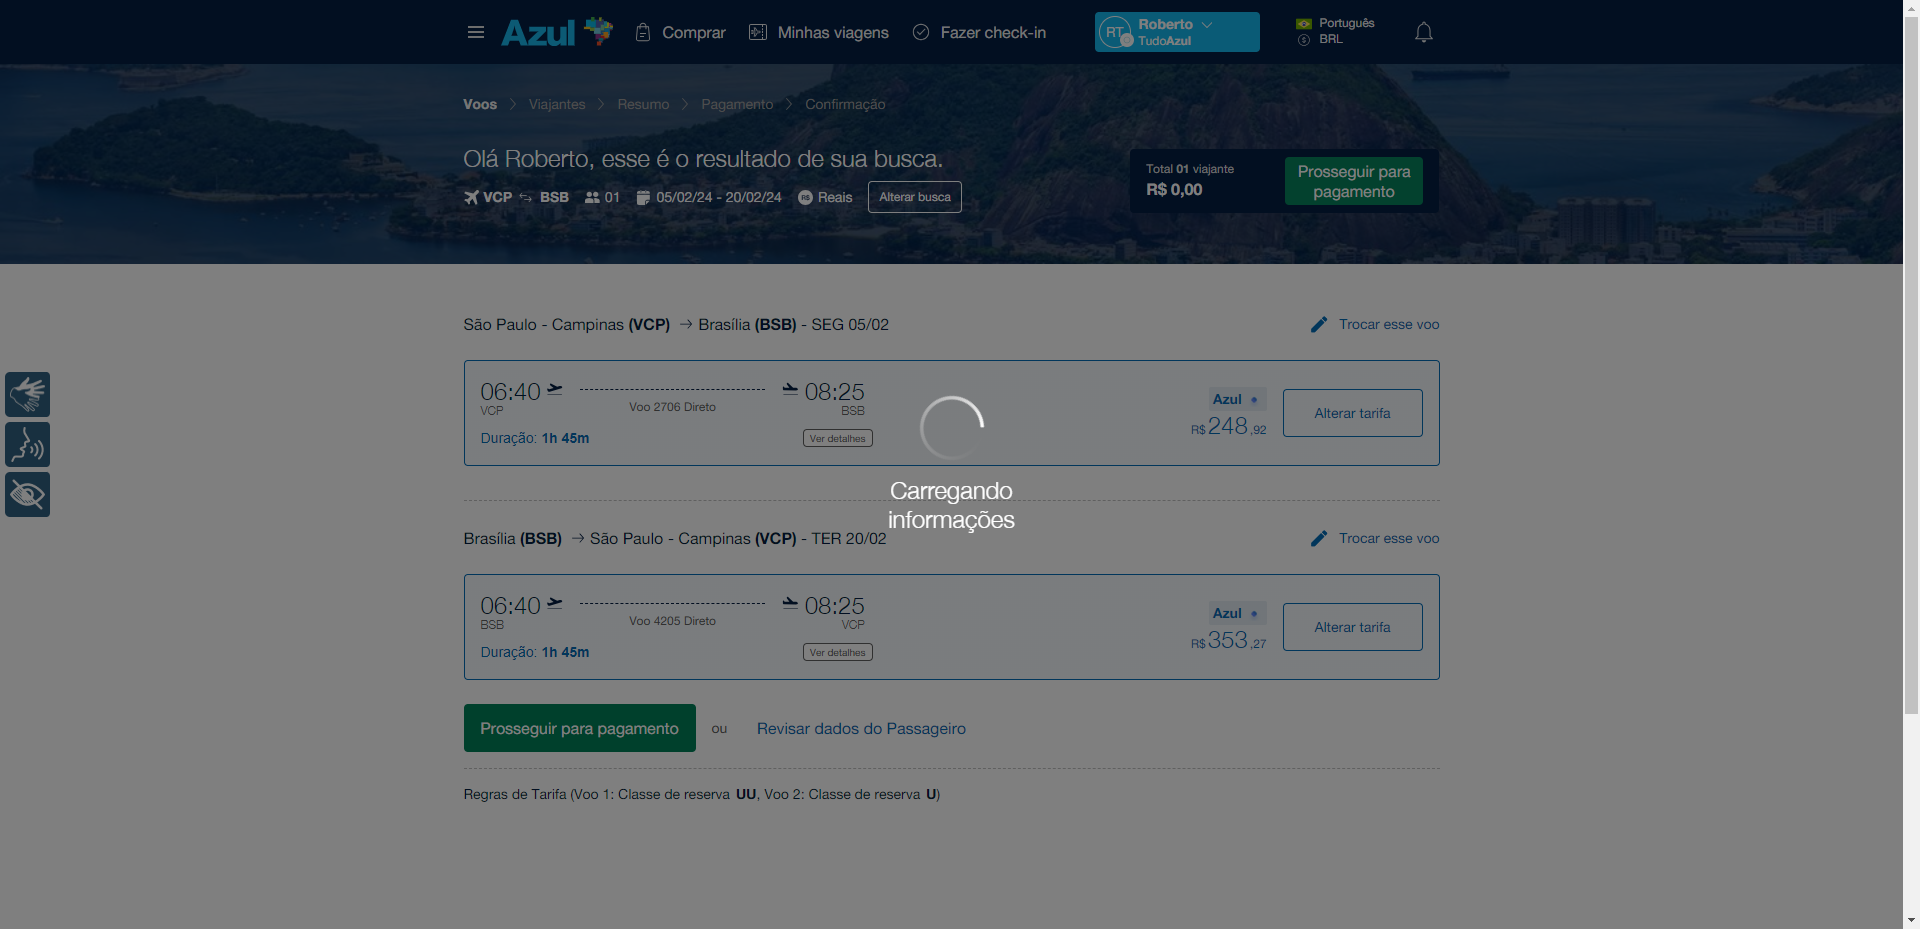 Azul
Comprar
Minhas viagens
Fazer check-in
RT
Roberto
TudoAzul
Português
BRL
Voos > Viajantes > Resumo > Pagamento > Confirmação
Olá Roberto, esse é o resultado de sua busca.
VCP BSB 01 05/02/24 - 20/02/24 R$ Reais Alterar busca
Total 01 viajante
R$ 0,00
Prosseguir para
pagamento
São Paulo - Campinas (VCP) → Brasília (BSB) - SEG 05/02
Trocar esse voo
06:40 08:25
VCP Voo 2706 Direto BSB
Duração: 1h 45m
Ver detalhes
Azul
R$ 248,92
Alterar tarifa
Carregando
informações
Brasília (BSB) → São Paulo - Campinas (VCP) - TER 20/02
Trocar esse voo
06:40 08:25
BSB Voo 4205 Direto VCP
Duração: 1h 45m
Ver detalhes
Azul
R$ 353,27
Alterar tarifa
Prosseguir para pagamento ou Revisar dados do Passageiro
Regras de Tarifa (Voo 1: Classe de reserva UU, Voo 2: Classe de reserva U)